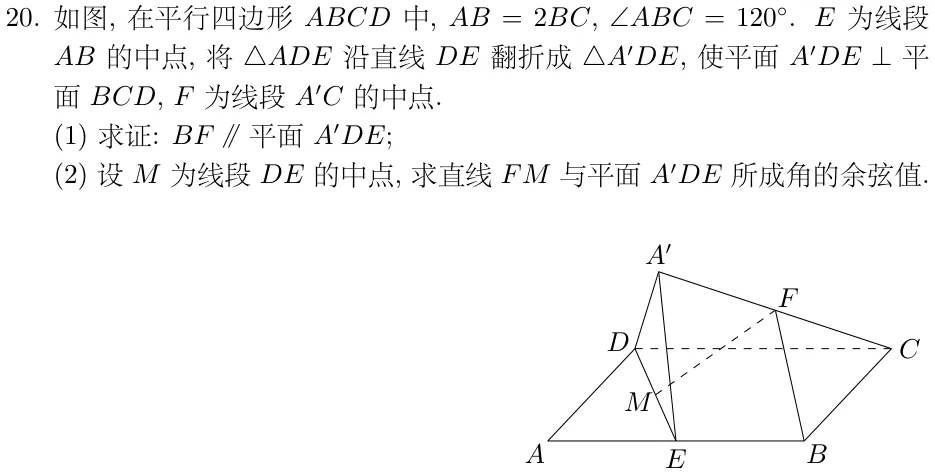 20. 如图, 在平行四边形 ABCD 中, AB = 2BC, ∠ABC = 120°. E 为线段
AB 的中点, 将 △ADE 沿直线 DE 翻折成 △A′DE, 使平面 A′DE ⊥ 平
面 BCD, F 为线段 A′C 的中点.
(1) 求证: BF ∥ 平面 A′DE;
(2) 设 M 为线段 DE 的中点, 求直线 FM 与平面 A′DE 所成角的余弦值.
A′
F
D
C
M
A
E
B